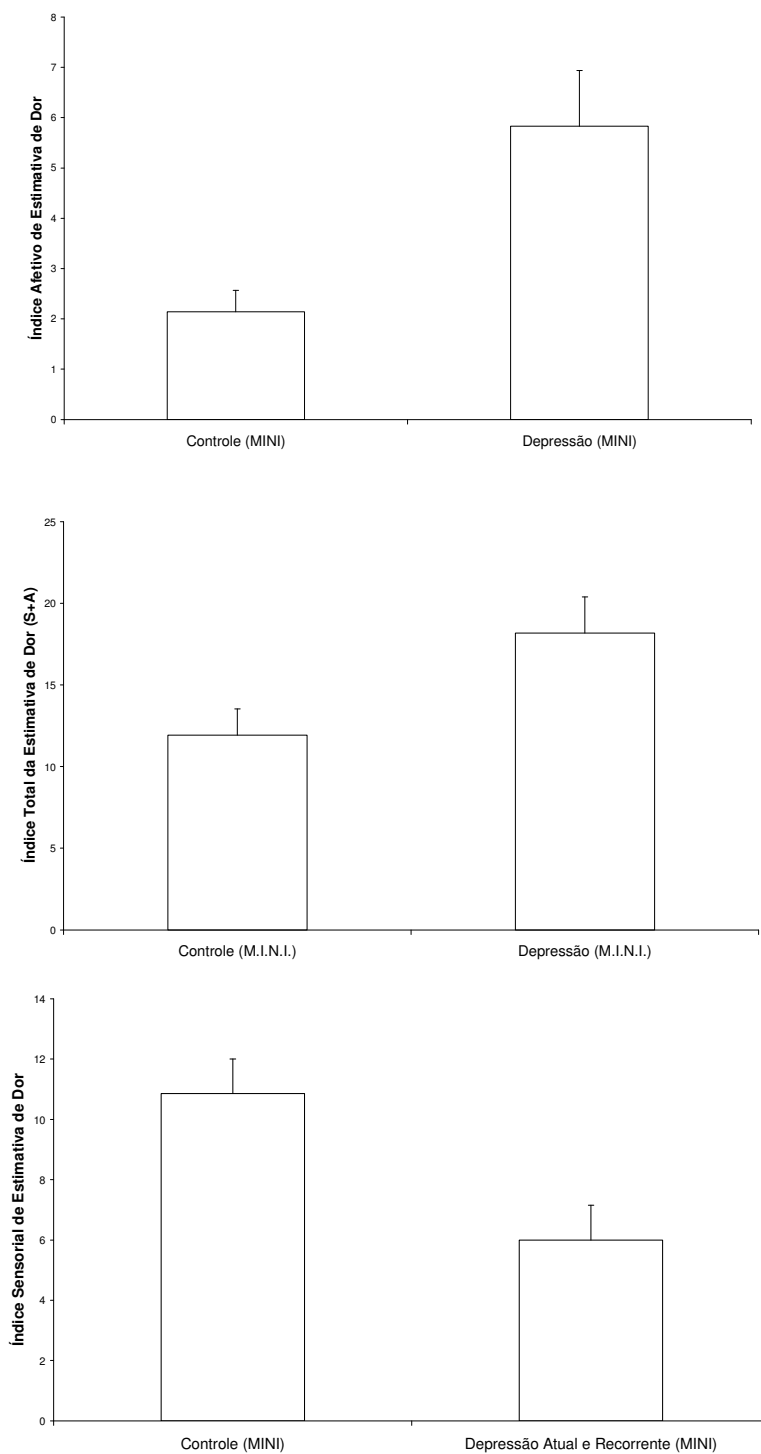 Índice Afetivo de Estimativa de Dor
8
7
6
5
4
3
2
1
0
Controle (MINI)
Depressão (MINI)
Índice Total da Estimativa de Dor (S+A)
25
20
15
10
5
0
Controle (M.I.N.I.)
Depressão (M.I.N.I.)
Índice Sensorial de Estimativa de Dor
14
12
10
8
6
4
2
0
Controle (MINI)
Depressão Atual e Recorrente (MINI)